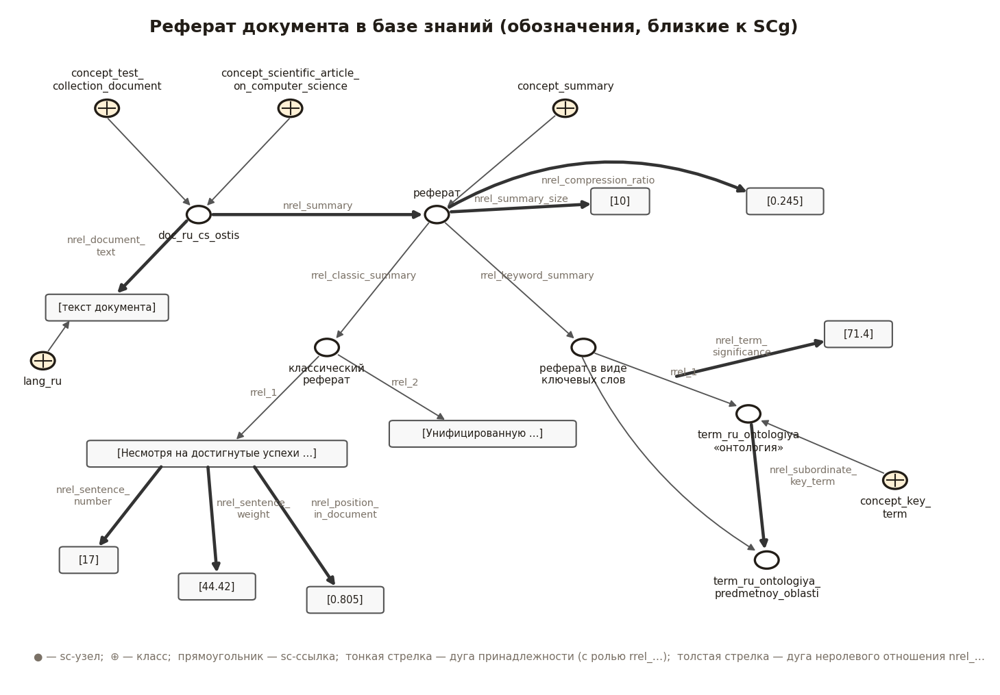 Реферат документа в базе знаний (обозначения, близкие к SCg)
concept_test_
collection_document
concept_scientific_article_
on_computer_science
concept_summary
реферат
nrel_compression_ratio
nrel_summary
nrel_summary_size
[10]
[0.245]
doc_ru_cs_ostis
nrel_document_
text
rrel_classic_summary
rrel_keyword_summary
[текст документа]
lang_ru
[71.4]
nrel_term_
significance
классический
реферат
реферат в виде
ключевых слов
rrel_1
rrel_1
rrel_2
[Унифицированную ...]
term_ru_ontologiya
«онтология»
[Несмотря на достигнутые успехи ...]
nrel_subordinate_
key_term
nrel_sentence_
number
nrel_sentence_
weight
nrel_position_
in_document
concept_key_
term
[17]
[44.42]
[0.805]
term_ru_ontologiya_
predmetnoy_oblasti
● — sc-узел; ⊕ — класс; прямоугольник — sc-ссылка; тонкая стрелка — дуга принадлежности (с ролью rrel_...); толстая стрелка — дуга неролевого отношения nrel_...